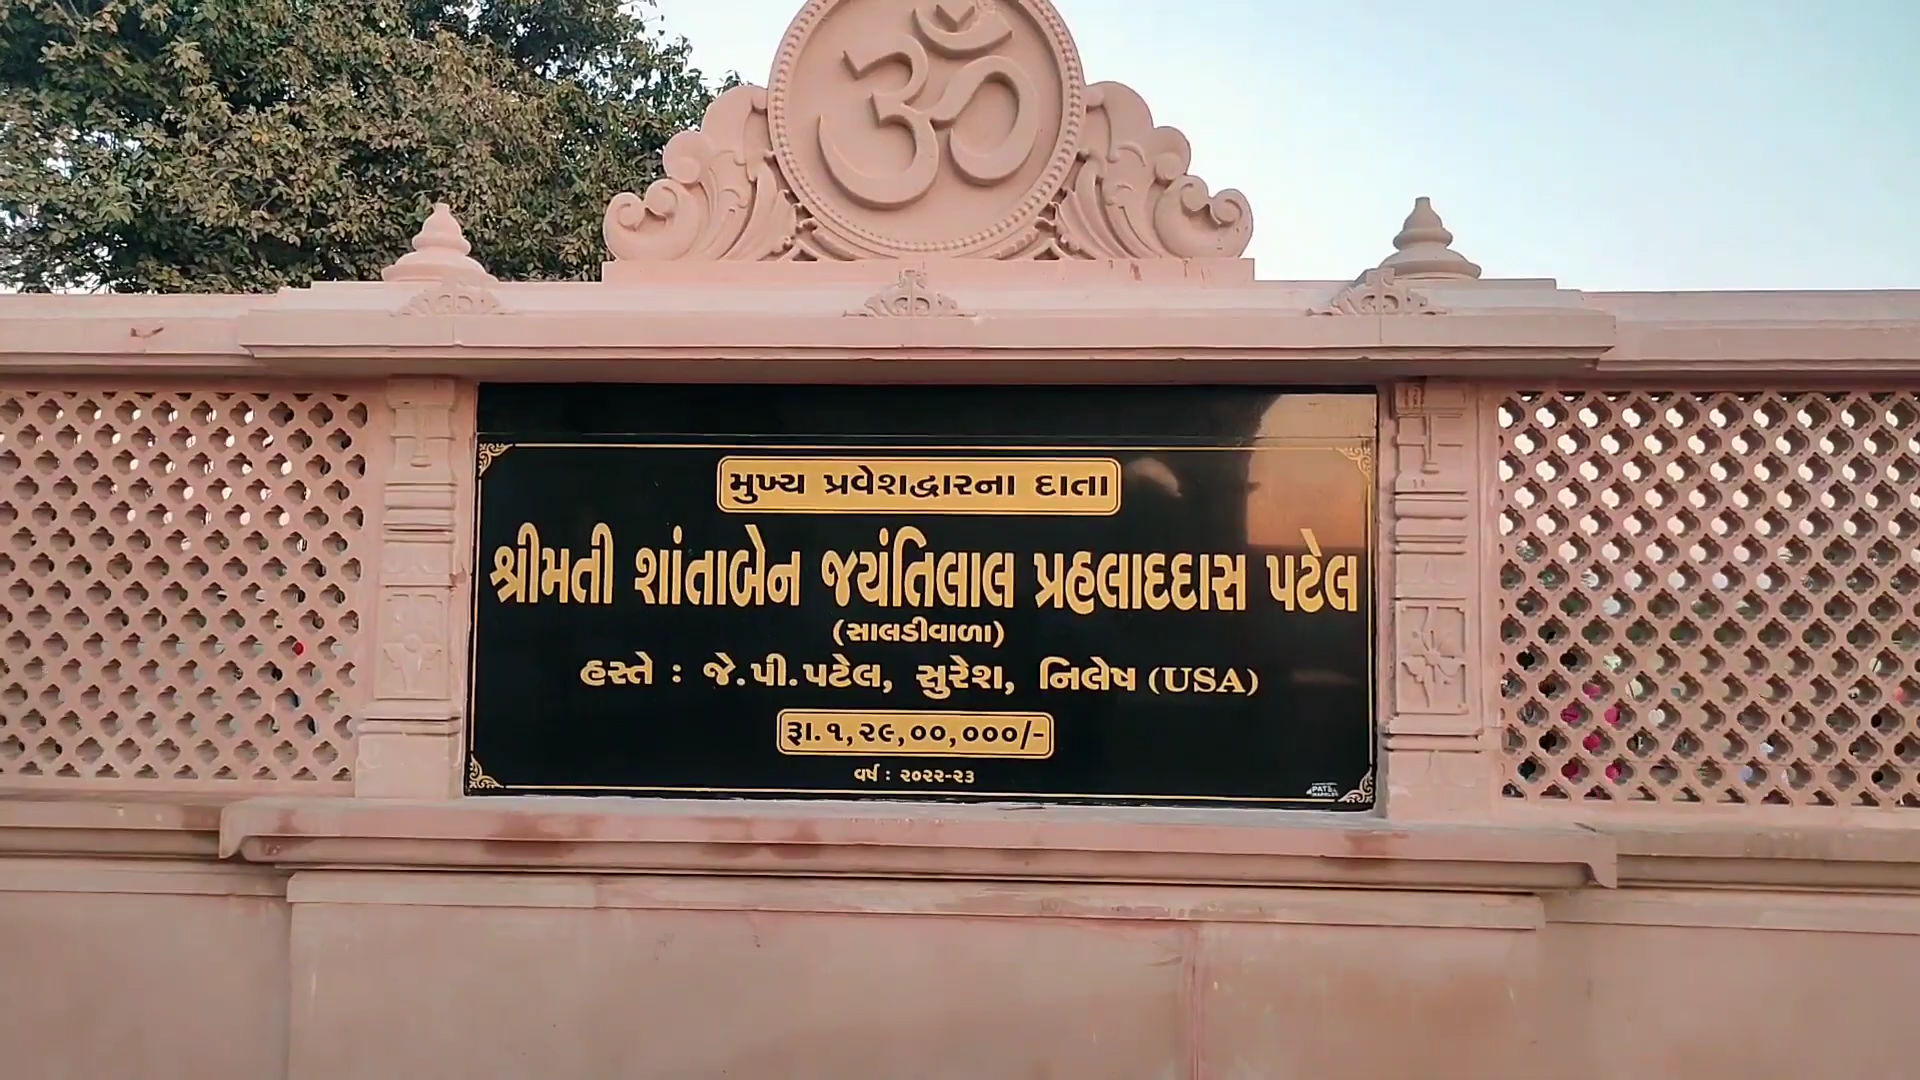 ૐ
મુખ્ય પ્રવેશદ્વારના દાતા
શ્રીમતી શાંતાબેન જયંતિલાલ પ્રહલાદદાસ પટેલ
(સાલડીવાળા)
હસ્તે : જે.પી.પટેલ, સુરેશ, નિલેષ (USA)
રૂા.૧,૨૯,૦૦,૦૦૦/-
વર્ષ : ૨૦૨૨-૨૩